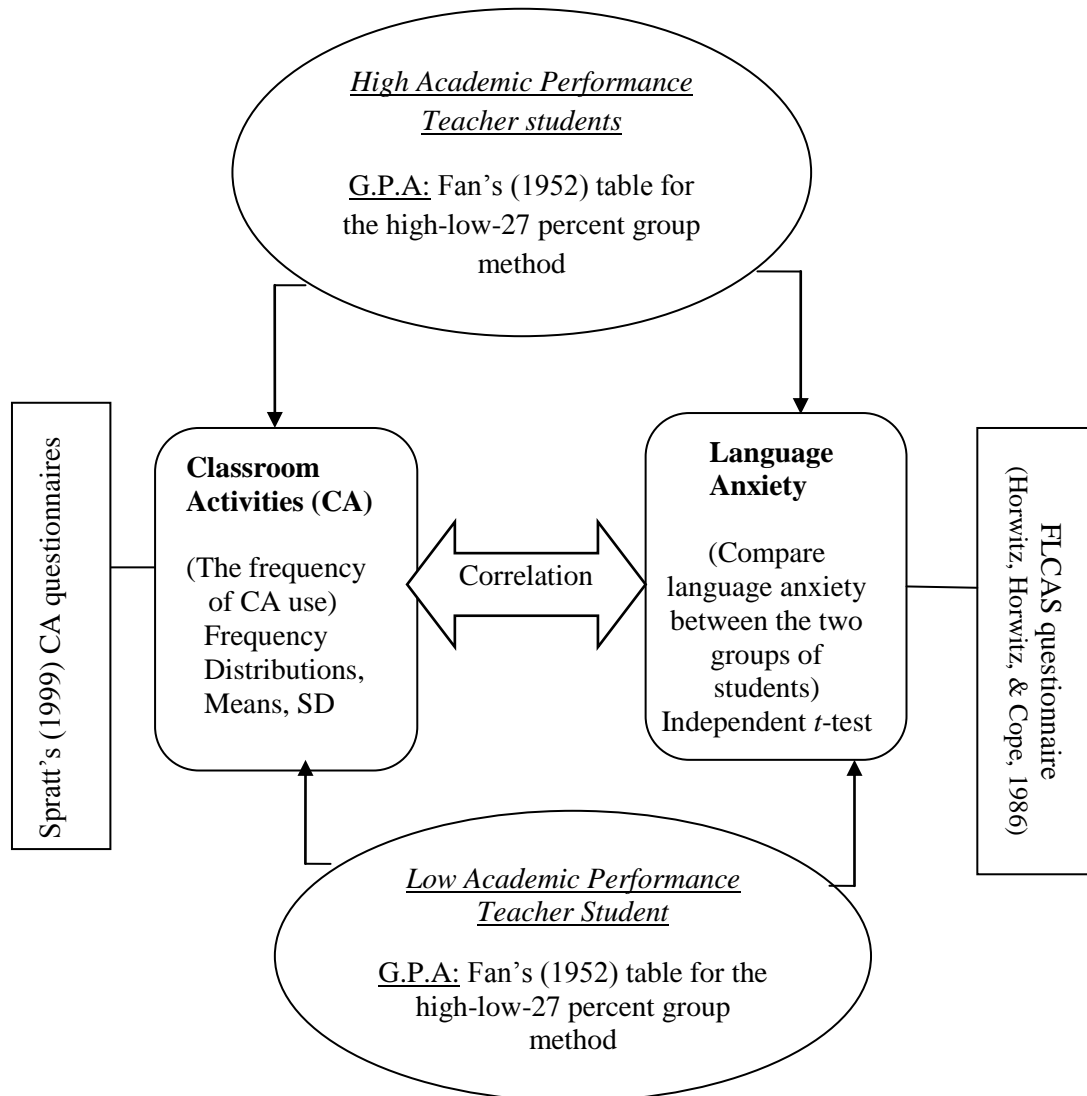 High Academic Performance
Teacher students
G.P.A: Fan’s (1952) table for
the high-low-27 percent group
method
Spratt’s (1999) CA questionnaires
Classroom
Activities (CA)
(The frequency
of CA use)
Frequency
Distributions,
Means, SD
Correlation
Language
Anxiety
(Compare
language anxiety
between the two
groups of
students)
Independent t-test
FLCAS questionnaire
(Horwitz, Horwitz, & Cope, 1986)
Low Academic Performance
Teacher Student
G.P.A: Fan’s (1952) table for the
high-low-27 percent group
method